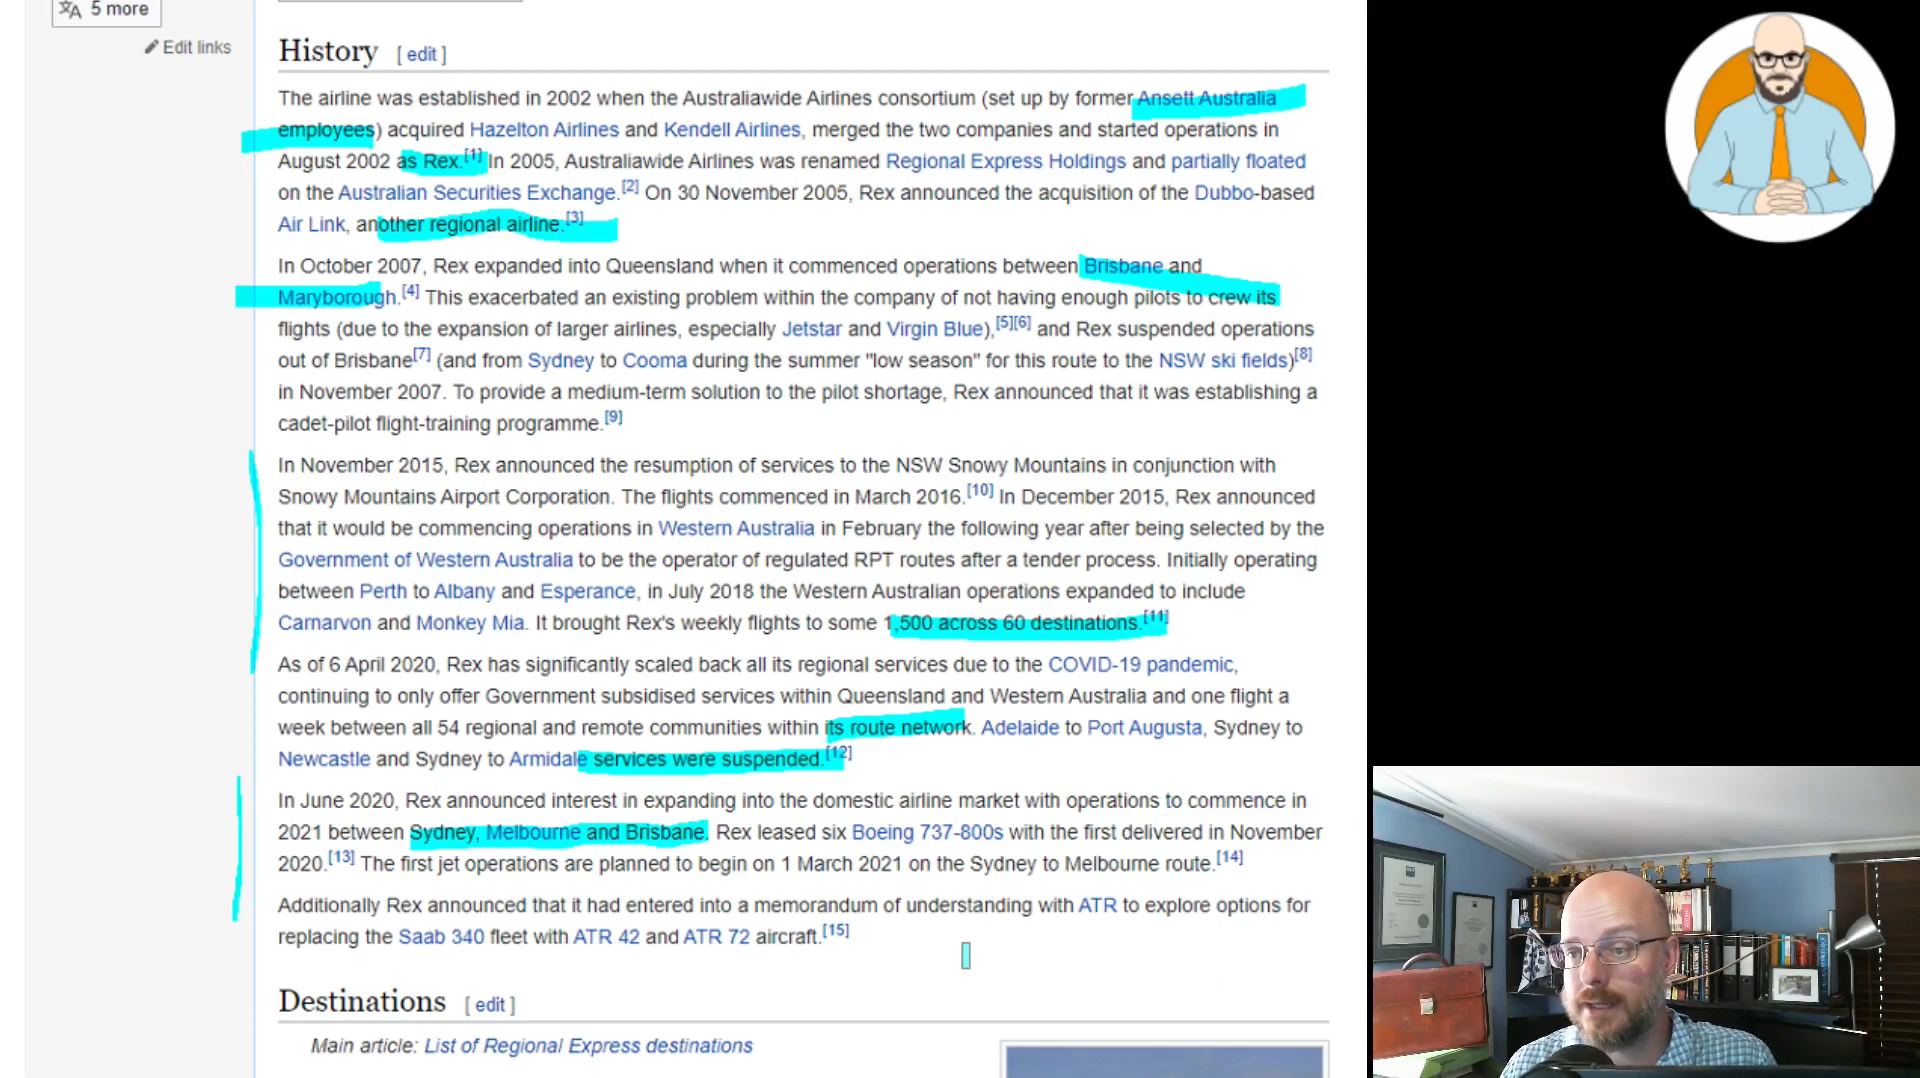 5 more
Edit links
History [ edit ]
The airline was established in 2002 when the Australiawide Airlines consortium (set up by former Ansett Australia
employees) acquired Hazelton Airlines and Kendell Airlines, merged the two companies and started operations in
August 2002 as Rex.[1] In 2005, Australiawide Airlines was renamed Regional Express Holdings and partially floated
on the Australian Securities Exchange.[2] On 30 November 2005, Rex announced the acquisition of the Dubbo-based
Air Link, another regional airline.[3]
In October 2007, Rex expanded into Queensland when it commenced operations between Brisbane and
Maryborough.[4] This exacerbated an existing problem within the company of not having enough pilots to crew its
flights (due to the expansion of larger airlines, especially Jetstar and Virgin Blue),[5][6] and Rex suspended operations
out of Brisbane[7] (and from Sydney to Cooma during the summer "low season" for this route to the NSW ski fields)[8]
in November 2007. To provide a medium-term solution to the pilot shortage, Rex announced that it was establishing a
cadet-pilot flight-training programme.[9]
In November 2015, Rex announced the resumption of services to the NSW Snowy Mountains in conjunction with
Snowy Mountains Airport Corporation. The flights commenced in March 2016.[10] In December 2015, Rex announced
that it would be commencing operations in Western Australia in February the following year after being selected by the
Government of Western Australia to be the operator of regulated RPT routes after a tender process. Initially operating
between Perth to Albany and Esperance, in July 2018 the Western Australian operations expanded to include
Carnarvon and Monkey Mia. It brought Rex's weekly flights to some 1,500 across 60 destinations.[11]
As of 6 April 2020, Rex has significantly scaled back all its regional services due to the COVID-19 pandemic,
continuing to only offer Government subsidised services within Queensland and Western Australia and one flight a
week between all 54 regional and remote communities within its route network. Adelaide to Port Augusta, Sydney to
Newcastle and Sydney to Armidale services were suspended.[12]
In June 2020, Rex announced interest in expanding into the domestic airline market with operations to commence in
2021 between Sydney, Melbourne and Brisbane. Rex leased six Boeing 737-800s with the first delivered in November
2020.[13] The first jet operations are planned to begin on 1 March 2021 on the Sydney to Melbourne route.[14]
Additionally Rex announced that it had entered into a memorandum of understanding with ATR to explore options for
replacing the Saab 340 fleet with ATR 42 and ATR 72 aircraft.[15]
Destinations [ edit ]
Main article: List of Regional Express destinations